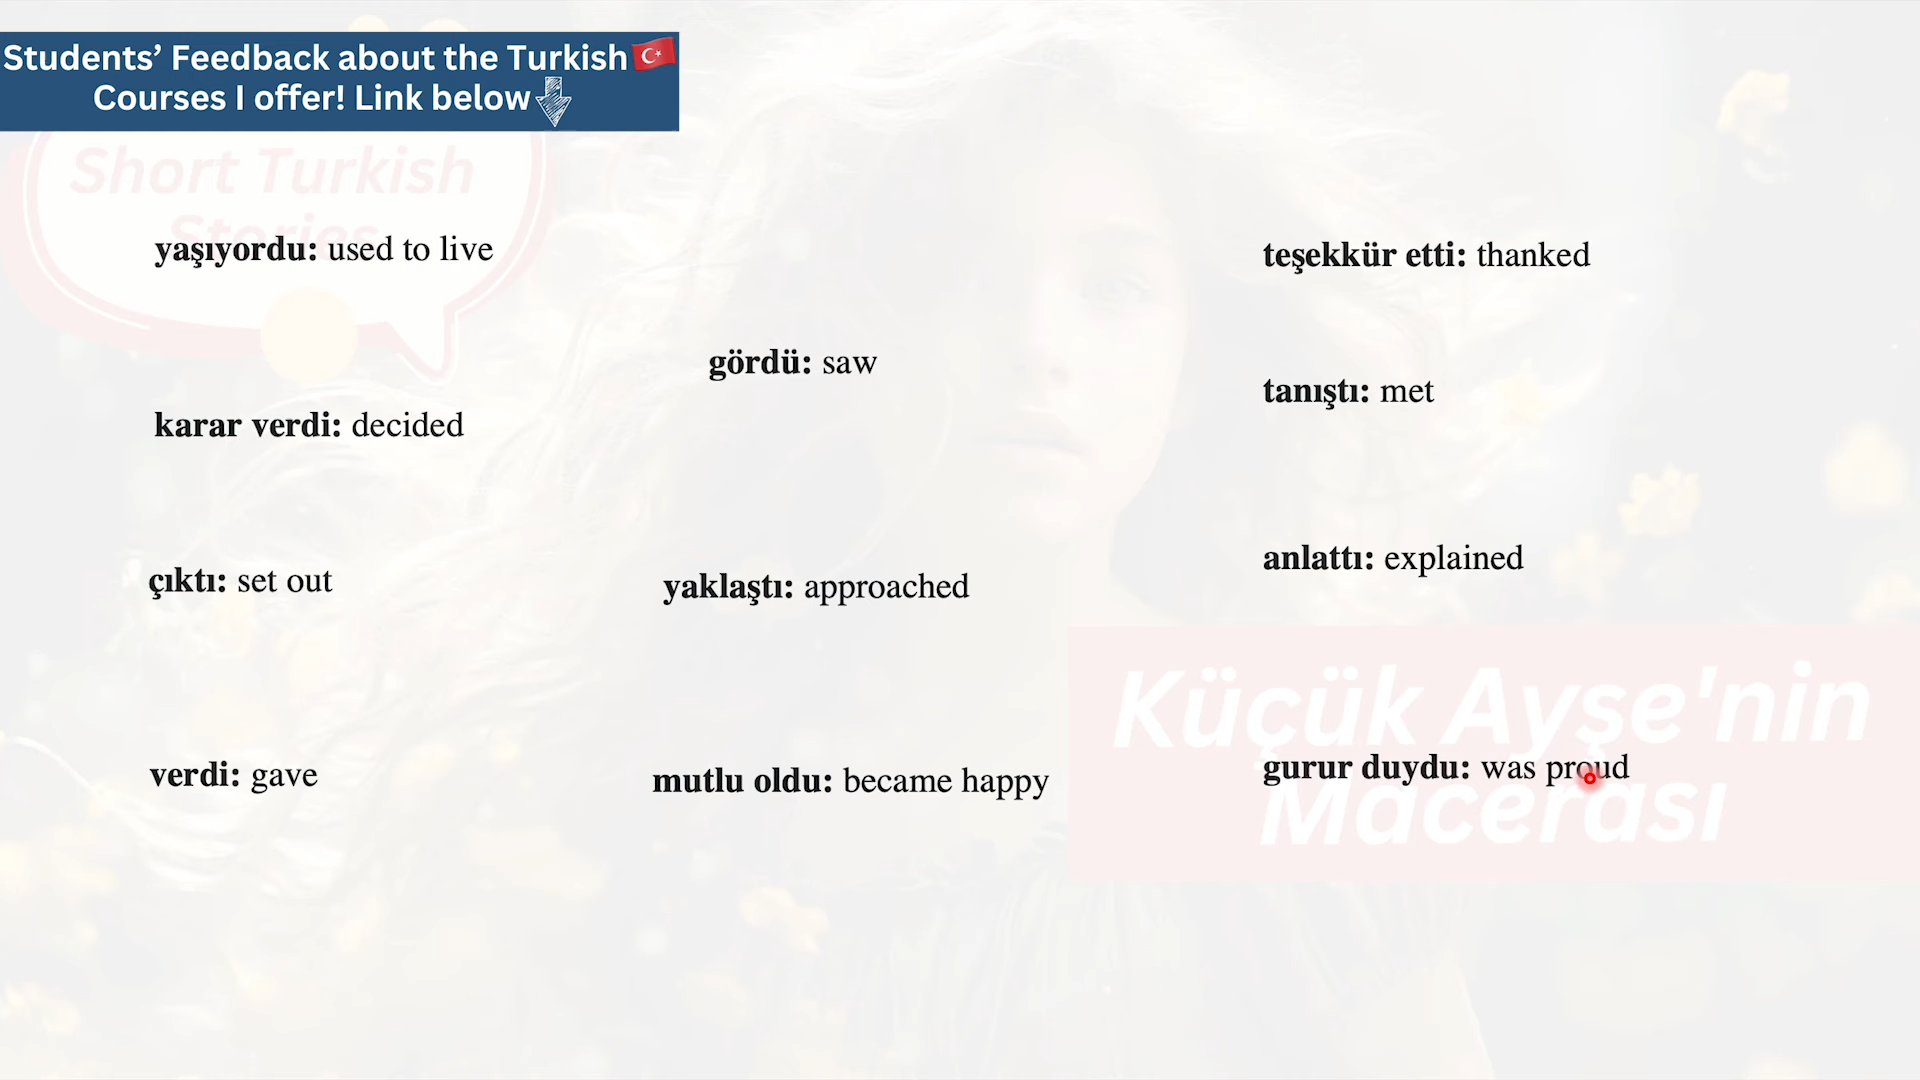 Students’ Feedback about the Turkish
Courses I offer! Link below
Short Turkish
Stories
yaşıyordu: used to live
karar verdi: decided
çıktı: set out
verdi: gave
gördü: saw
yaklaştı: approached
mutlu oldu: became happy
teşekkür etti: thanked
tanıştı: met
anlattı: explained
gurur duydu: was proud
Küçük Ayşe'nin
Macerası